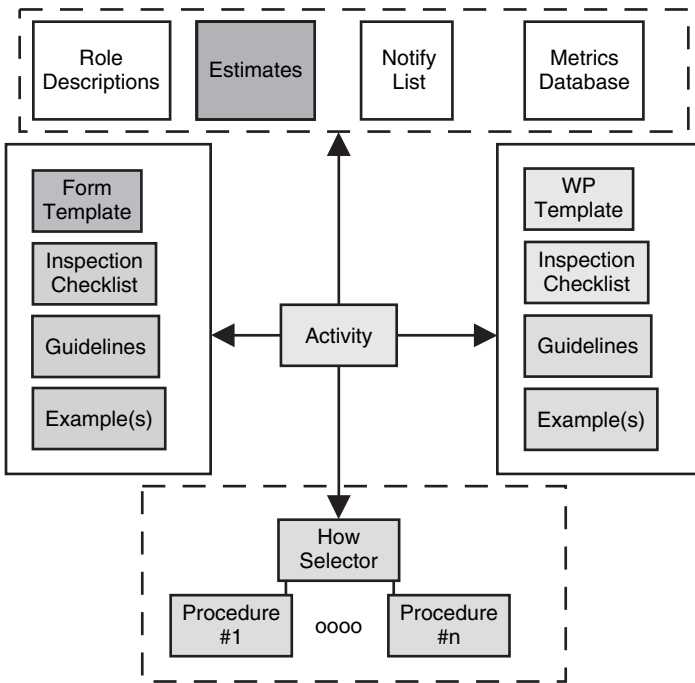 Role
Descriptions
Estimates
Notify
List
Metrics
Database
Form
Template
Inspection
Checklist
Guidelines
Example(s)
Activity
WP
Template
Inspection
Checklist
Guidelines
Example(s)
How
Selector
Procedure
#1
oooo
Procedure
#n